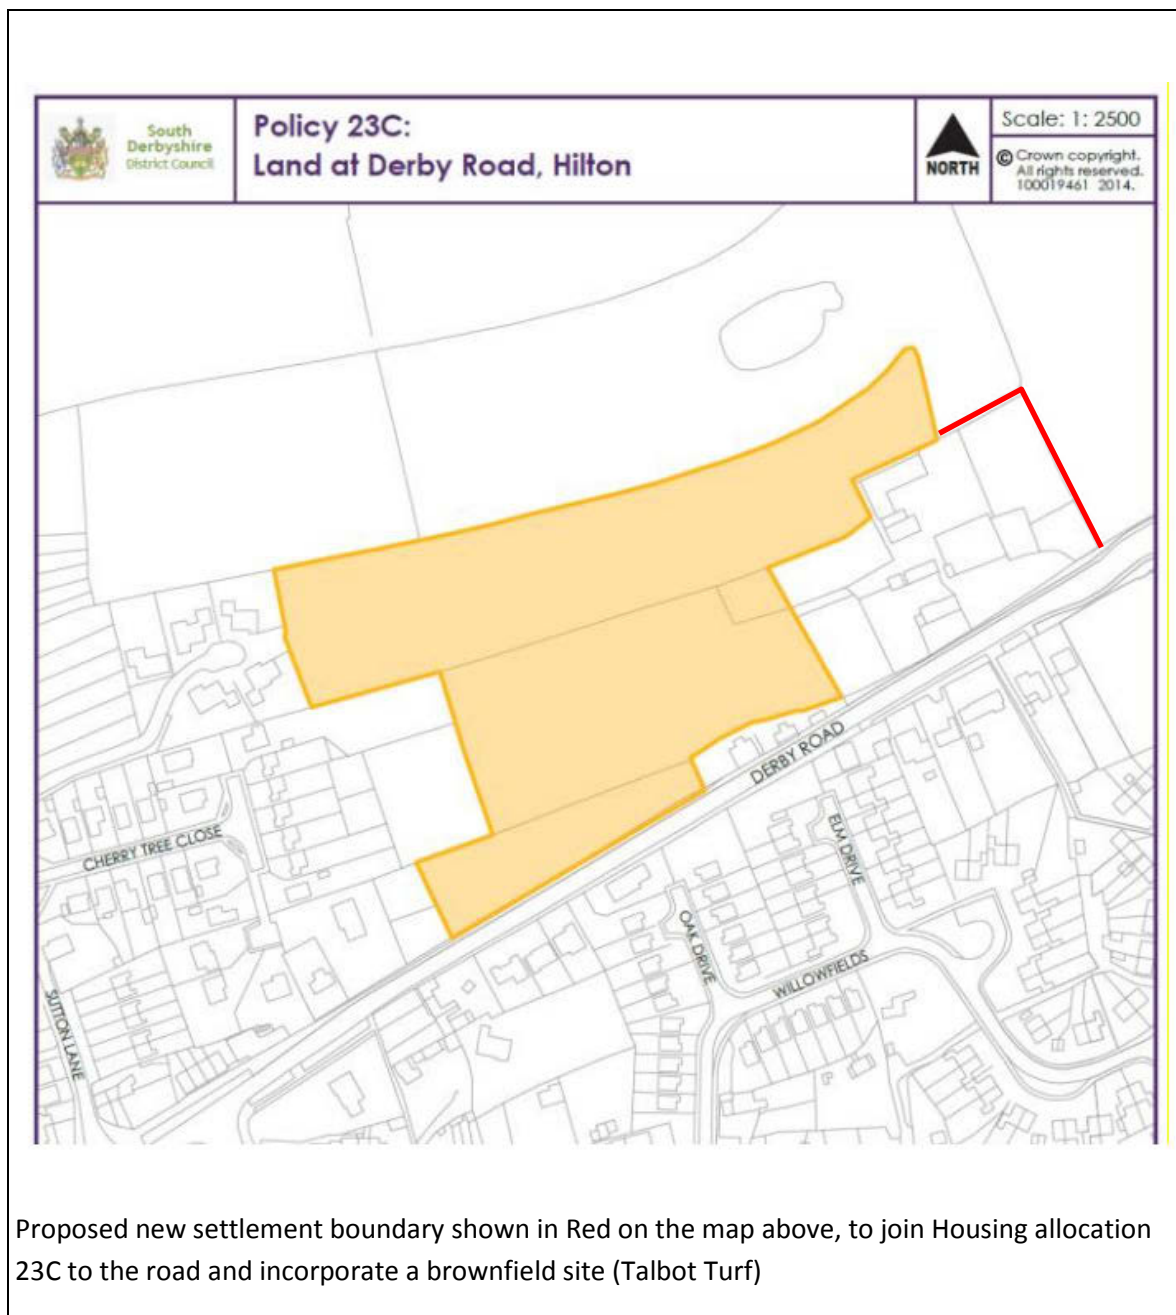 South
Derbyshire
District Council
Policy 23C:
Land at Derby Road, Hilton
NORTH
Scale: 1: 2500
© Crown copyright.
All rights reserved.
100019461 2014.
DERBY ROAD
CHERRY TREE CLOSE
ELM DRIVE
OAK DRIVE
WILLOWFIELDS
SUTTON LANE
Proposed new settlement boundary shown in Red on the map above, to join Housing allocation
23C to the road and incorporate a brownfield site (Talbot Turf)